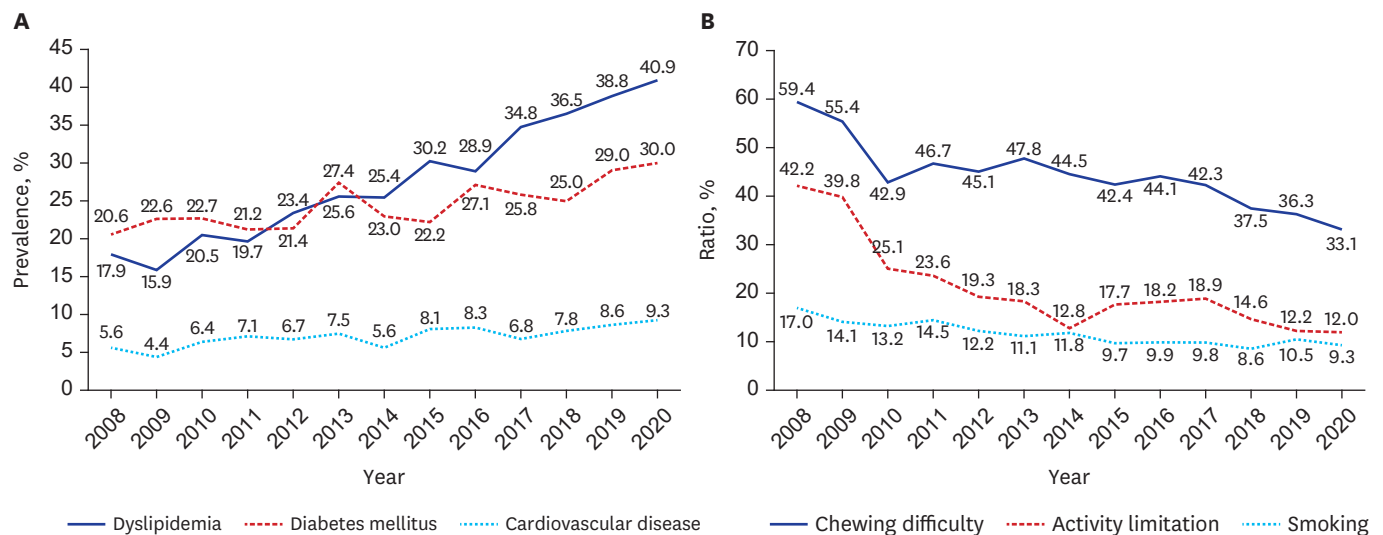 A
Prevalence, %
45
40
35
30
25
20
15
10
5
0
17.9 15.9 20.5 19.7 23.4 25.6 25.4 30.2 28.9 34.8 36.5 38.8 40.9
20.6 22.6 22.7 21.2 21.4 27.4 23.0 22.2 27.1 25.8 25.0 29.0 30.0
5.6 4.4 6.4 7.1 6.7 7.5 5.6 8.1 8.3 6.8 7.8 8.6 9.3
2008 2009 2010 2011 2012 2013 2014 2015 2016 2017 2018 2019 2020
Year
Dyslipidemia Diabetes mellitus Cardiovascular disease
B
Ratio, %
70
60
50
40
30
20
10
0
59.4 55.4 42.9 46.7 45.1 47.8 44.5 42.4 44.1 42.3 37.5 36.3 33.1
42.2 39.8 25.1 23.6 19.3 18.3 12.8 17.7 18.2 18.9 14.6 12.2 12.0
17.0 14.1 13.2 14.5 12.2 11.1 11.8 9.7 9.9 9.8 8.6 10.5 9.3
2008 2009 2010 2011 2012 2013 2014 2015 2016 2017 2018 2019 2020
Year
Chewing difficulty Activity limitation Smoking